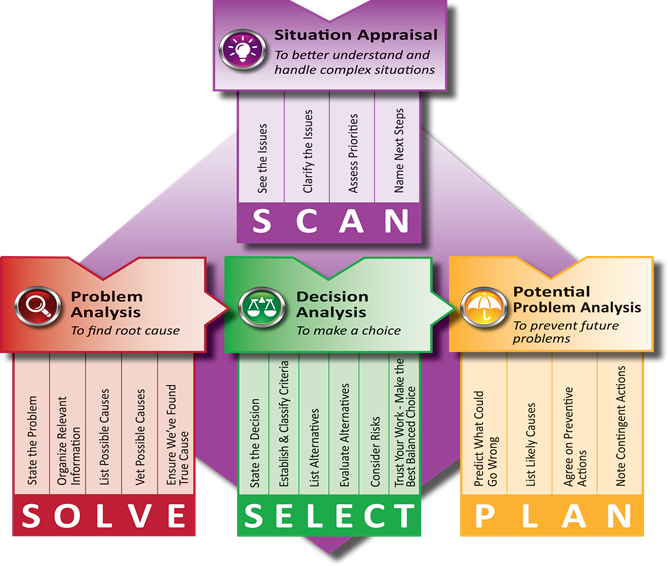 Situation Appraisal
To better understand and
handle complex situations
See the Issues
Clarify the Issues
Assess Priorities
Name Next Steps
SCAN
Problem
Analysis
To find root cause
State the Problem
Organize Relevant
Information
List Possible Causes
Vet Possible Causes
Ensure We've Found
True Cause
SOLVE
Decision
Analysis
To make a choice
State the Decision
Establish & Classify Criteria
List Alternatives
Evaluate Alternatives
Consider Risks
Trust Your Work - Make the
Best Balanced Choice
SELECT
Potential
Problem Analysis
To prevent future
problems
Predict What Could
Go Wrong
List Likely Causes
Agree on Preventive
Actions
Note Contingent Actions
PLAN